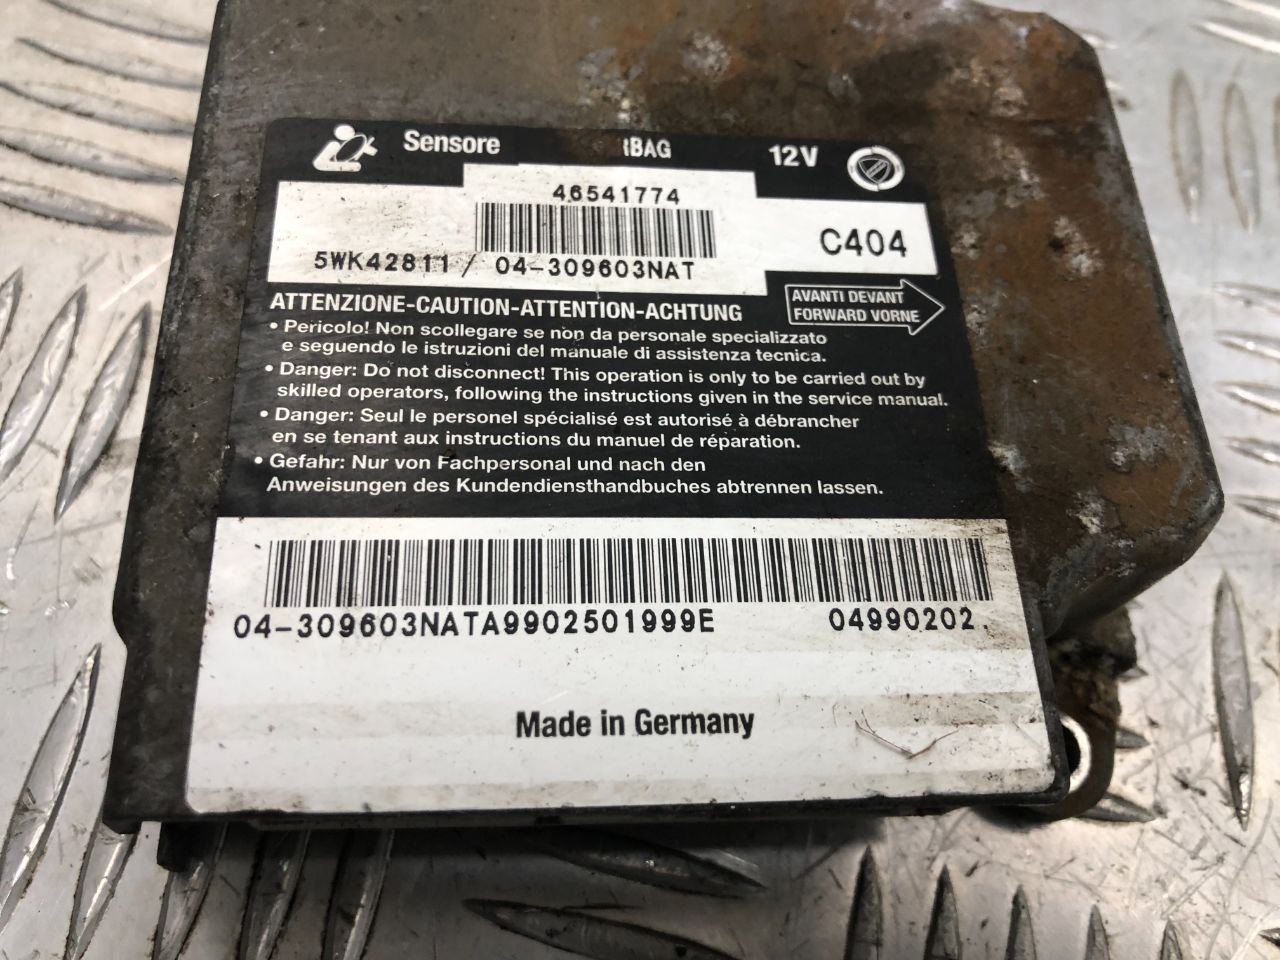 Sensore IBAG 12V
46541774
C404
5WK42811 / 04-309603NAT
ATTENZIONE-CAUTION-ATTENTION-ACHTUNG
AVANTI DEVANT
FORWARD VORNE
• Pericolo! Non scollegare se non da personale specializzato
e seguendo le istruzioni del manuale di assistenza tecnica.
• Danger: Do not disconnect! This operation is only to be carried out by
skilled operators, following the instructions given in the service manual.
• Danger: Seul le personel spécialisé est autorisé à débrancher
en se tenant aux instructions du manuel de réparation.
• Gefahr: Nur von Fachpersonal und nach den
Anweisungen des Kundendiensthandbuches abtrennen lassen.
04-309603NATA9902501999E 04990202.
Made in Germany